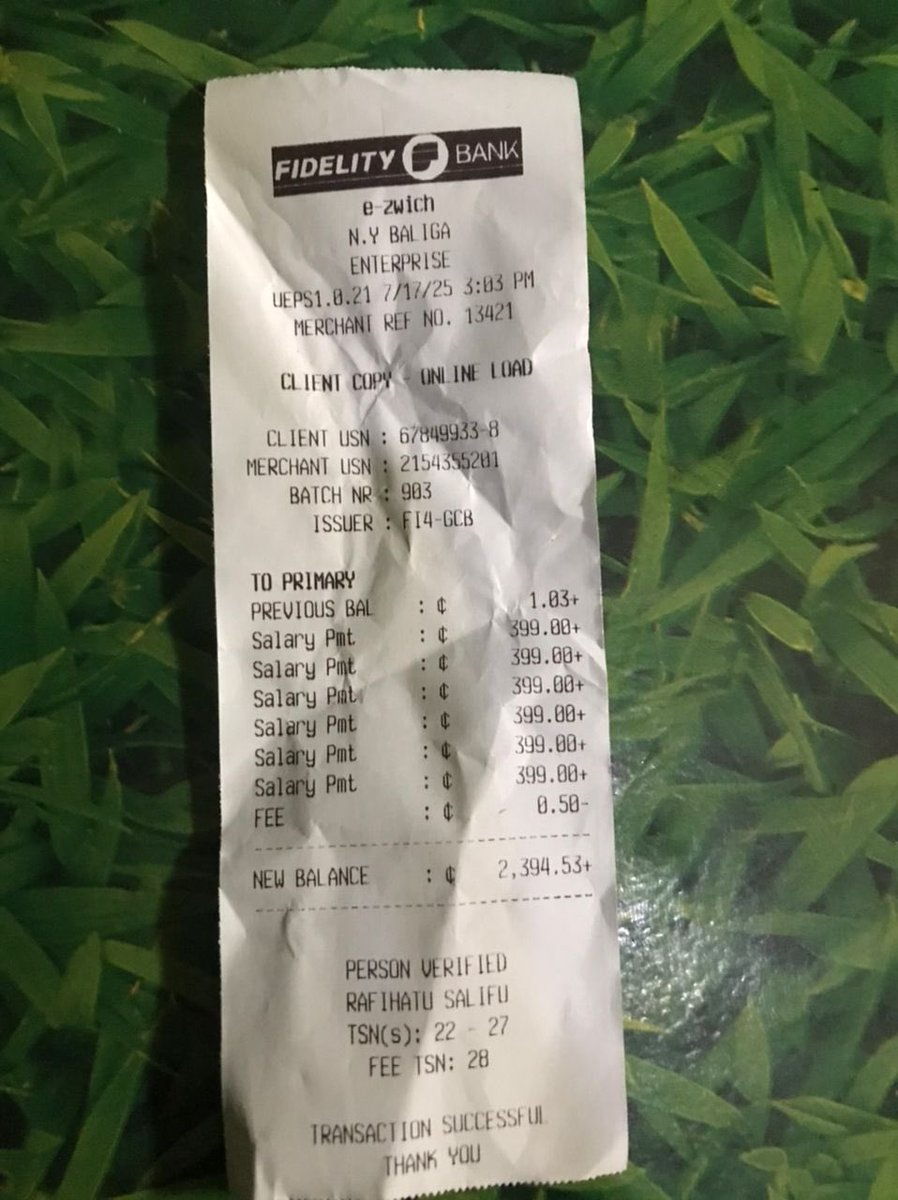 FIDELITY BANK
e-zwich
N.Y BALIGA
ENTERPRISE
UEPS1.0.21 7/17/25 3:03 PM
MERCHANT REF NO. 13421
CLIENT COPY - ONLINE LOAD
CLIENT USN : 67849933-8
MERCHANT USN : 2154355201
BATCH NR : 903
ISSUER : FI4-GCB
TO PRIMARY
PREVIOUS BAL : ₵ 1.03+
Salary Pmt : ₵ 399.00+
Salary Pmt : ₵ 399.00+
Salary Pmt : ₵ 399.00+
Salary Pmt : ₵ 399.00+
Salary Pmt : ₵ 399.00+
Salary Pmt : ₵ 399.00+
FEE : ₵ 0.50-
NEW BALANCE : ₵ 2,394.53+
PERSON VERIFIED
RAFIHATU SALIFU
TSN(s): 22 - 27
FEE TSN: 28
TRANSACTION SUCCESSFUL
THANK YOU